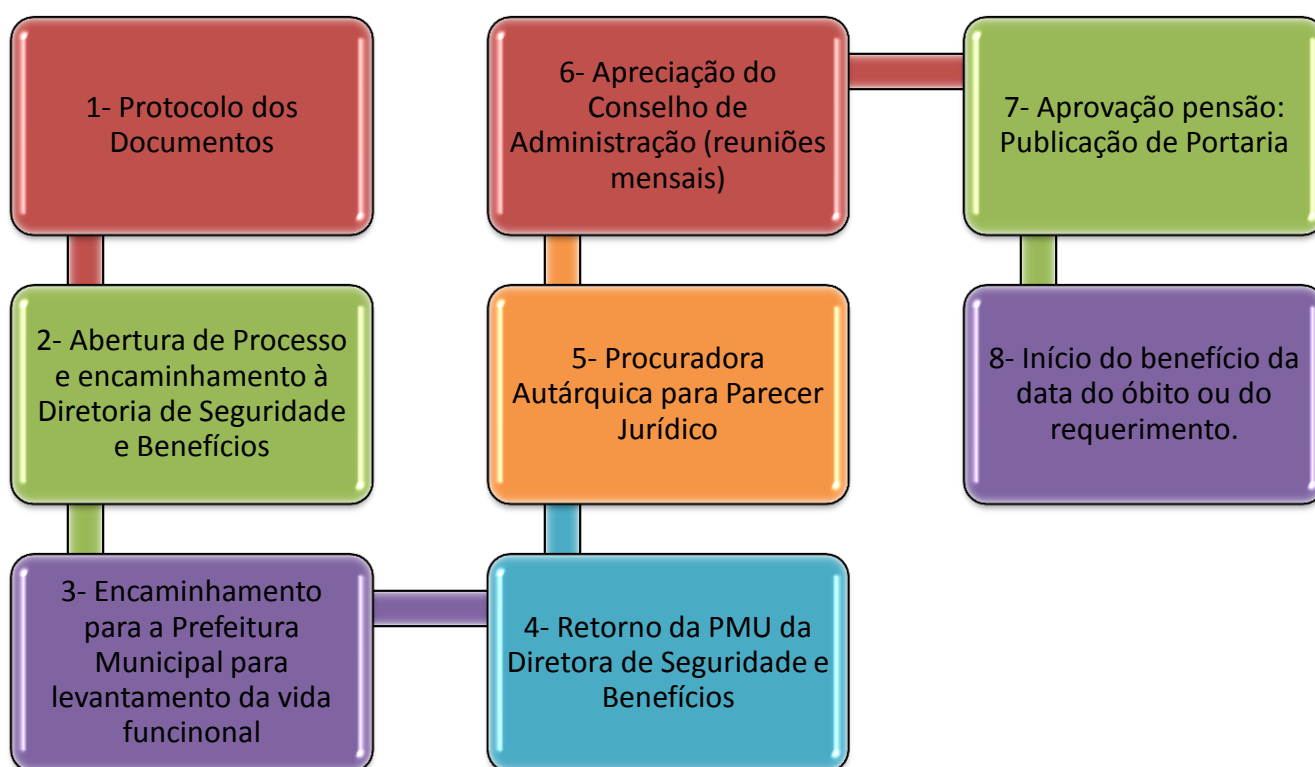 1- Protocolo dos
Documentos
2- Abertura de Processo
e encaminhamento à
Diretoria de Seguridade
e Benefícios
3- Encaminhamento
para a Prefeitura
Municipal para
levantamento da vida
funcinonal
4- Retorno da PMU da
Diretora de Seguridade e
Benefícios
5- Procuradora
Autárquica para Parecer
Jurídico
6- Apreciação do
Conselho de
Administração (reuniões
mensais)
7- Aprovação pensão:
Publicação de Portaria
8- Início do benefício da
data do óbito ou do
requerimento.